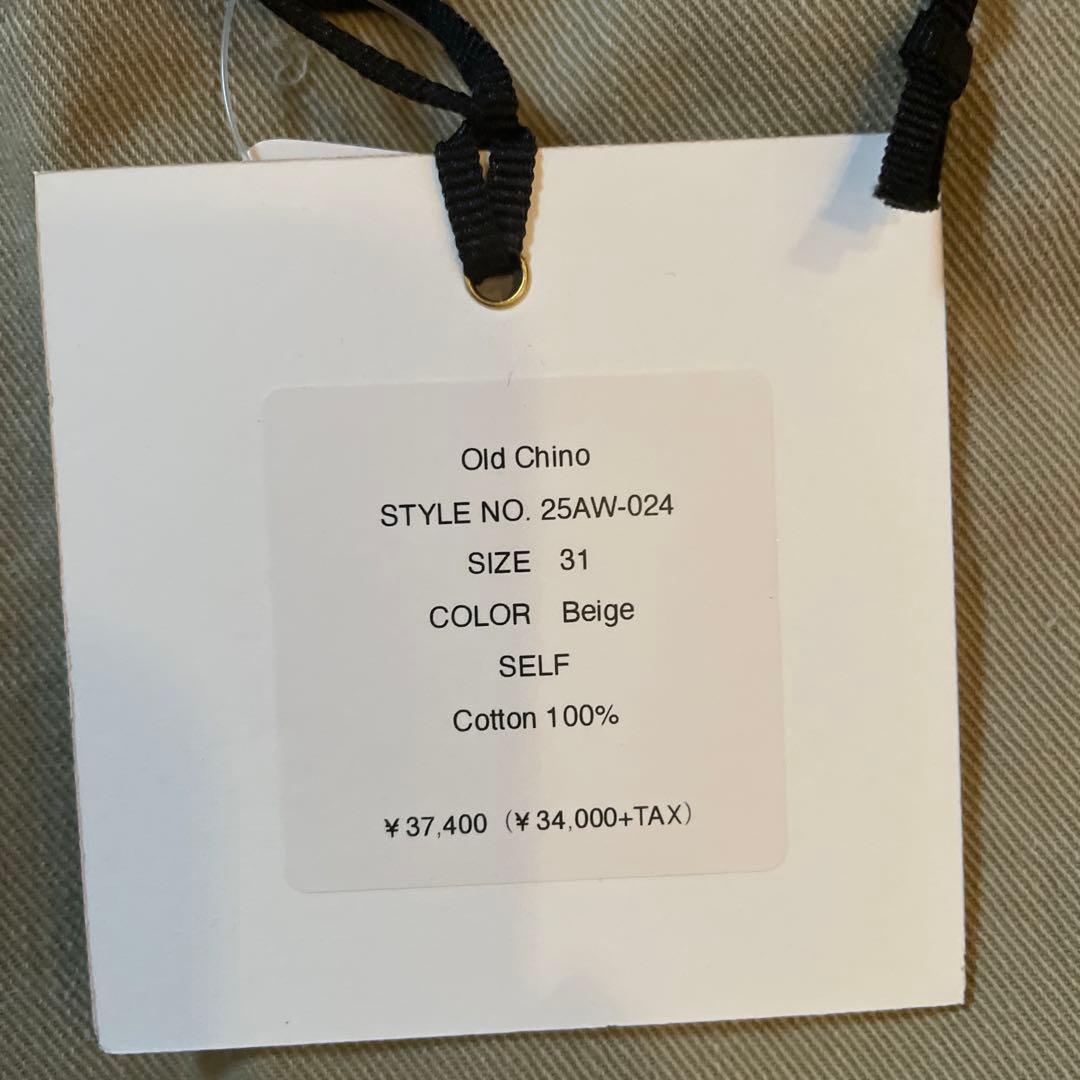 Old Chino
STYLE NO. 25AW-024
SIZE 31
COLOR Beige
SELF
Cotton 100%
¥37,400（¥34,000+TAX）